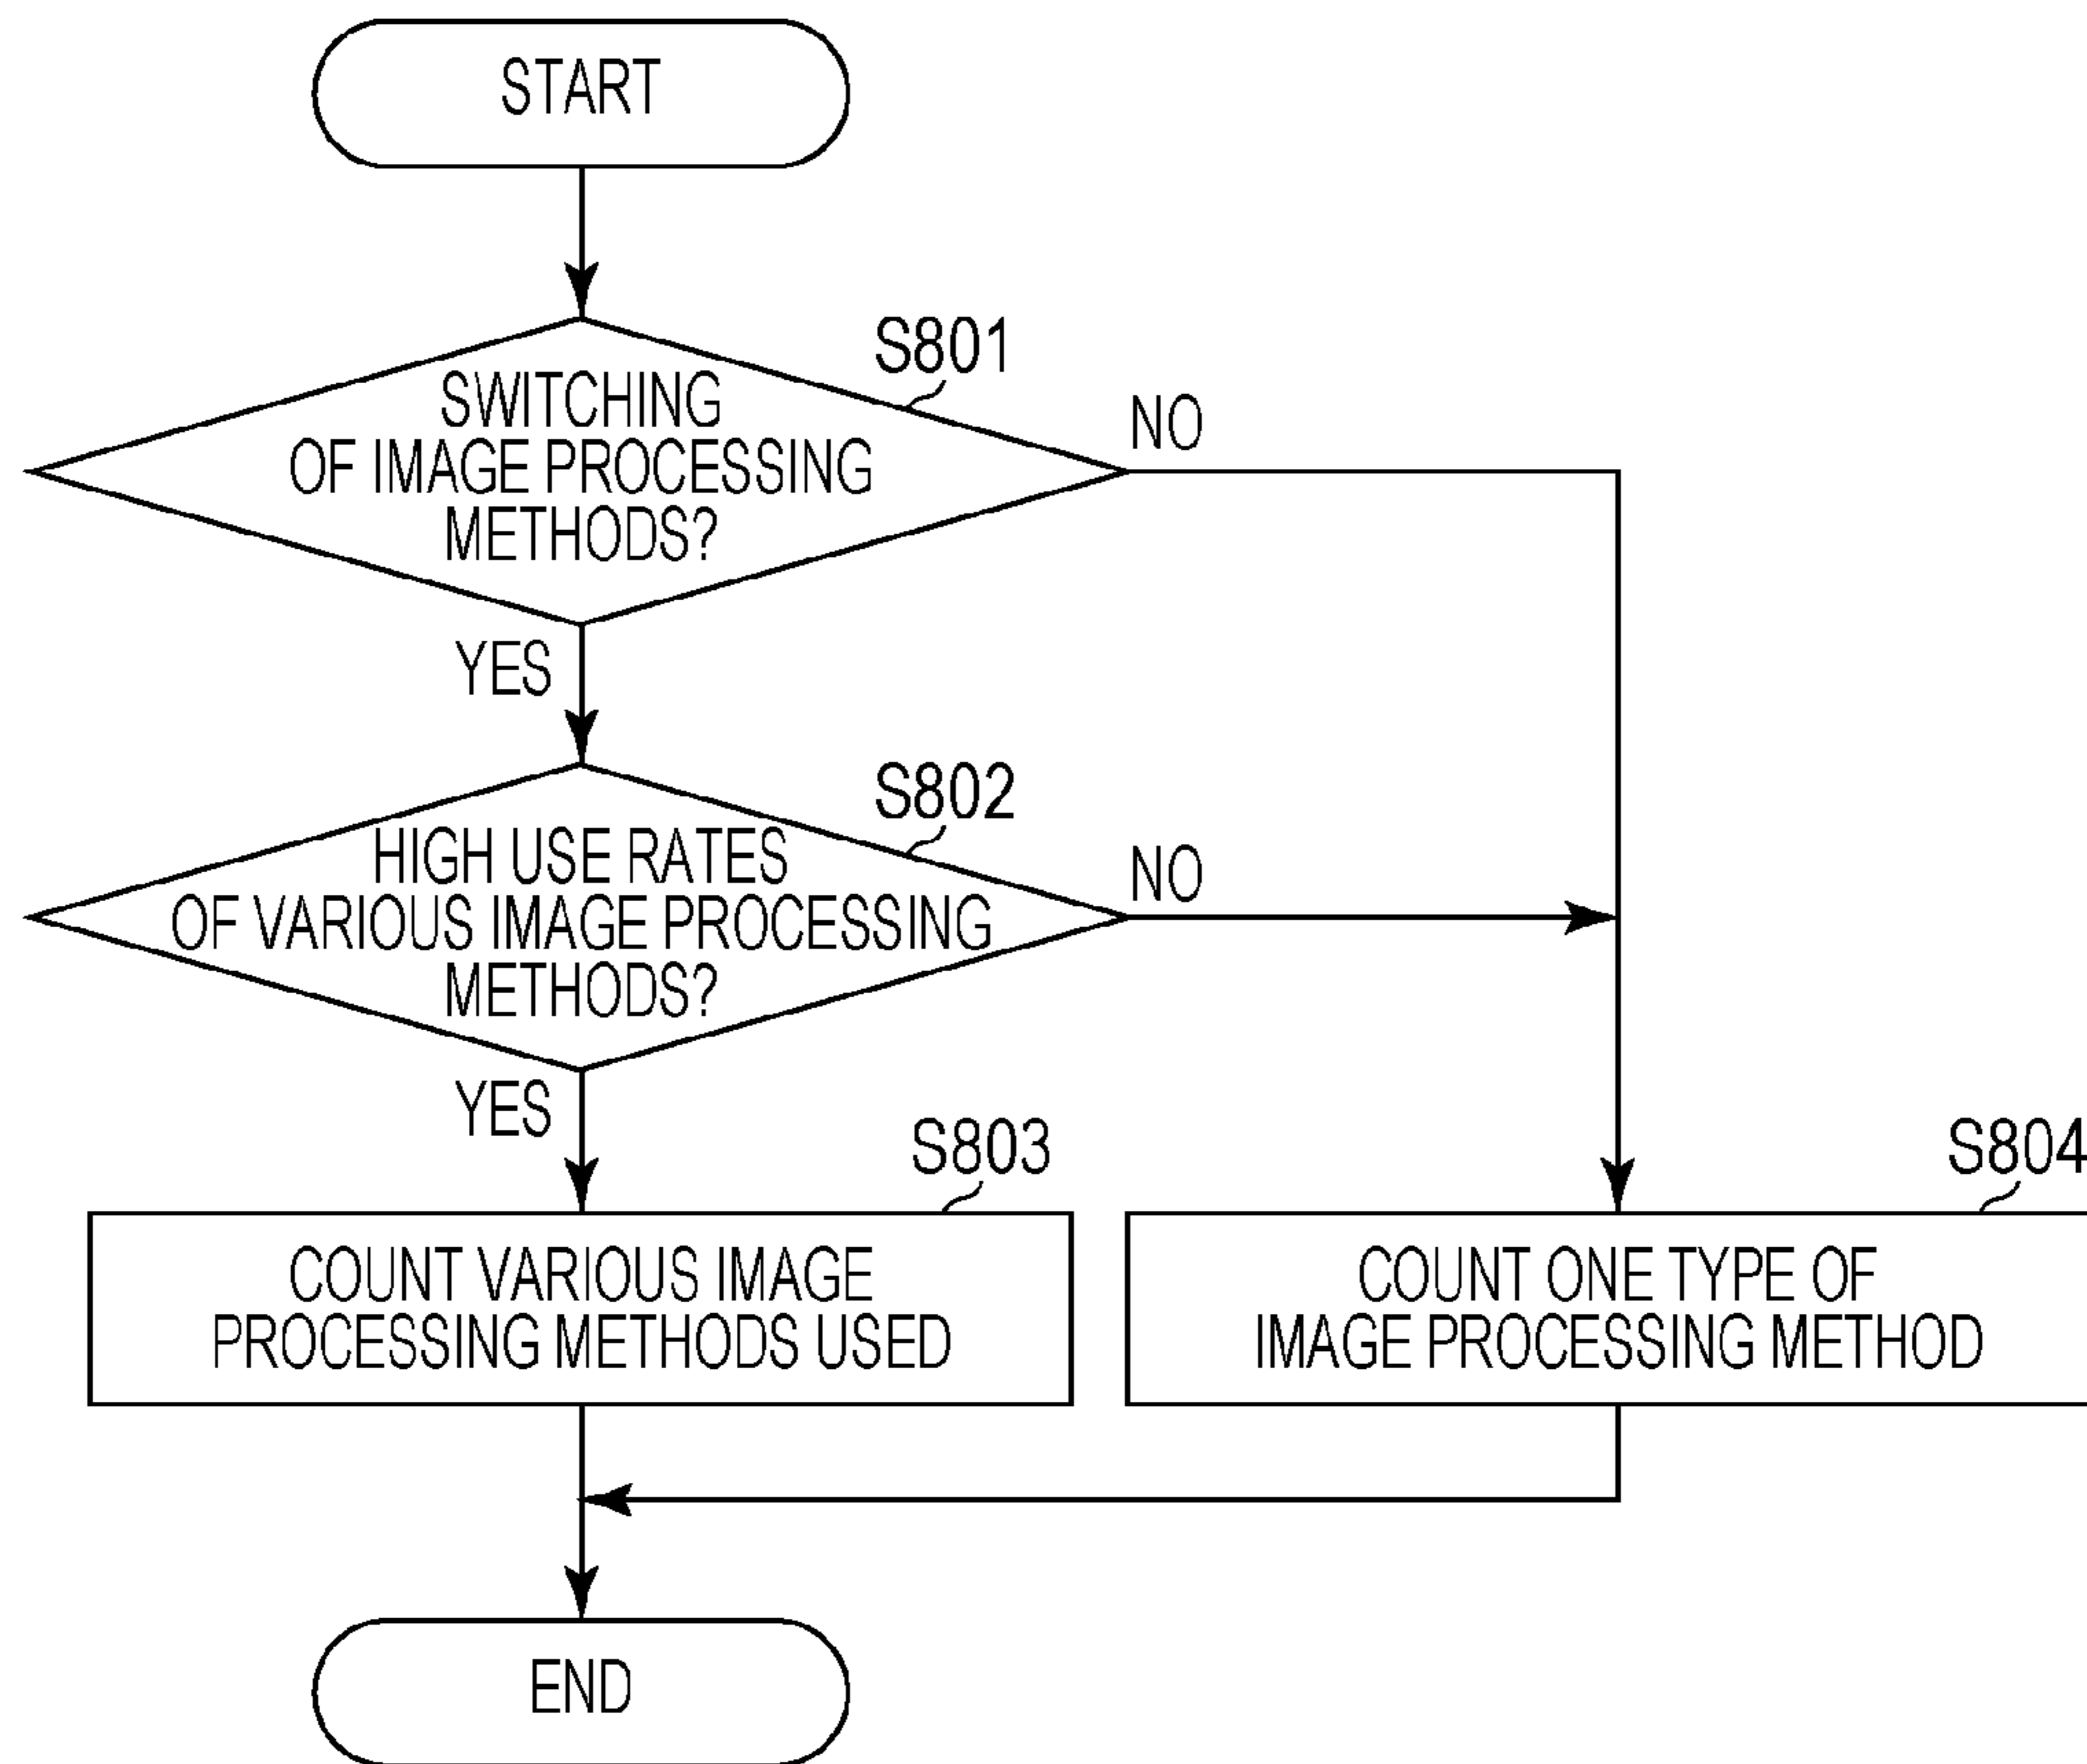 START
S801
SWITCHING
OF IMAGE PROCESSING
METHODS?
NO
YES
S802
HIGH USE RATES
OF VARIOUS IMAGE PROCESSING
METHODS?
NO
YES
S803
COUNT VARIOUS IMAGE
PROCESSING METHODS USED
S804
COUNT ONE TYPE OF
IMAGE PROCESSING METHOD
END